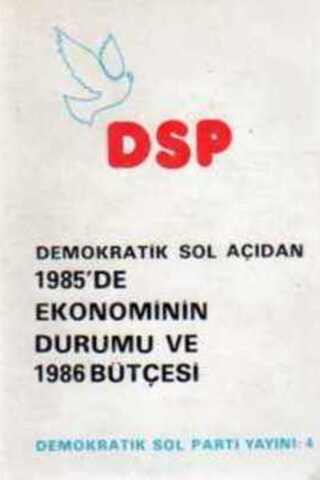 DSP
DEMOKRATİK SOL AÇIDAN
1985'DE
EKONOMİNİN
DURUMU VE
1986 BÜTÇESİ
DEMOKRATİK SOL PARTİ YAYINI: 4